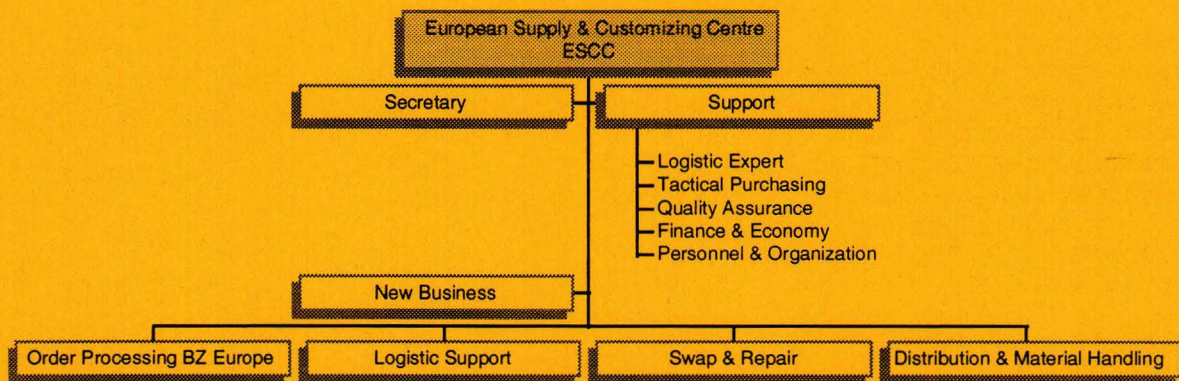 European Supply & Customizing Centre
ESCC
Secretary
Support
Logistic Expert
Tactical Purchasing
Quality Assurance
Finance & Economy
Personnel & Organization
New Business
Order Processing BZ Europe
Logistic Support
Swap & Repair
Distribution & Material Handling